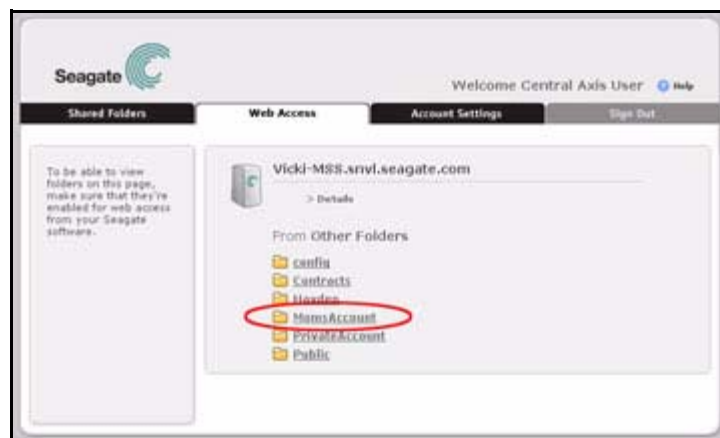 Seagate
Welcome Central Axis User
Help
Shared Folders
Web Access
Account Settings
Sign Out
To be able to view
folders on this page,
make sure that they're
enabled for web access
from your Seagate
software.
Vicki-MSS.snvl.seagate.com
> Details
From Other Folders
config
Contracts
MomsAccount
PrivateAccount
Public